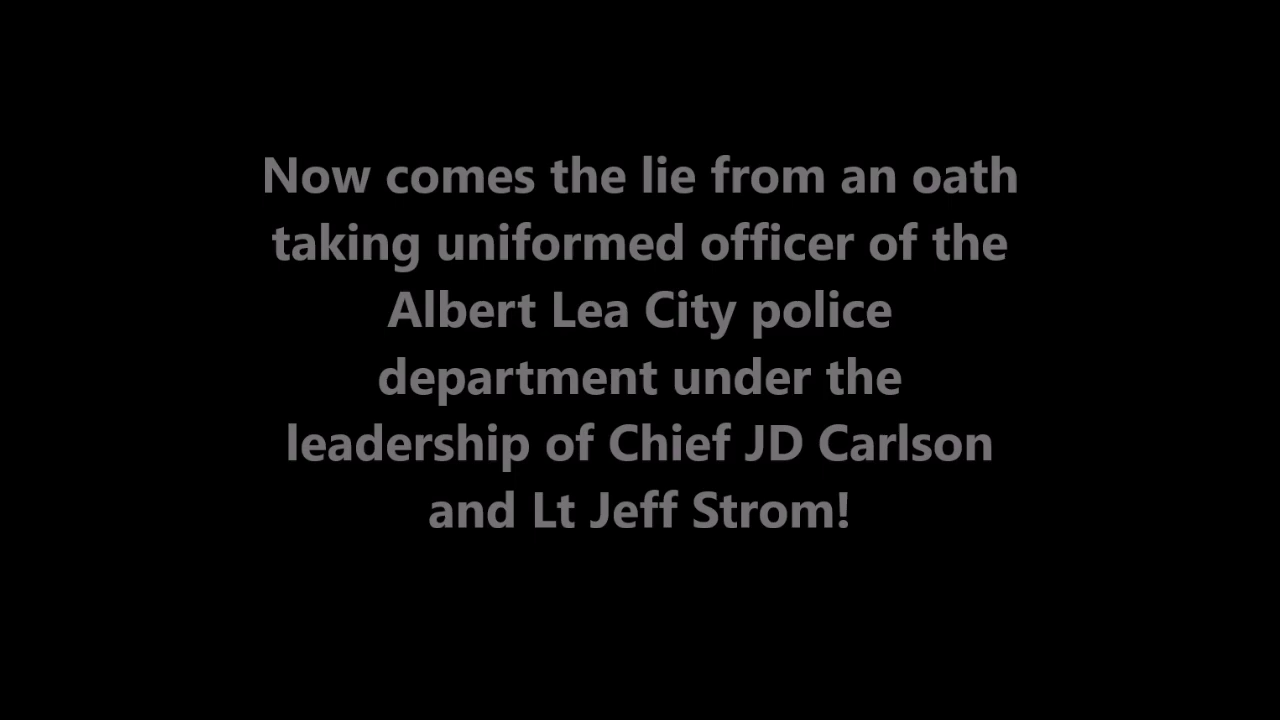 Now comes the lie from an oath
taking uniformed officer of the
Albert Lea City police
department under the
leadership of Chief JD Carlson
and Lt Jeff Strom!